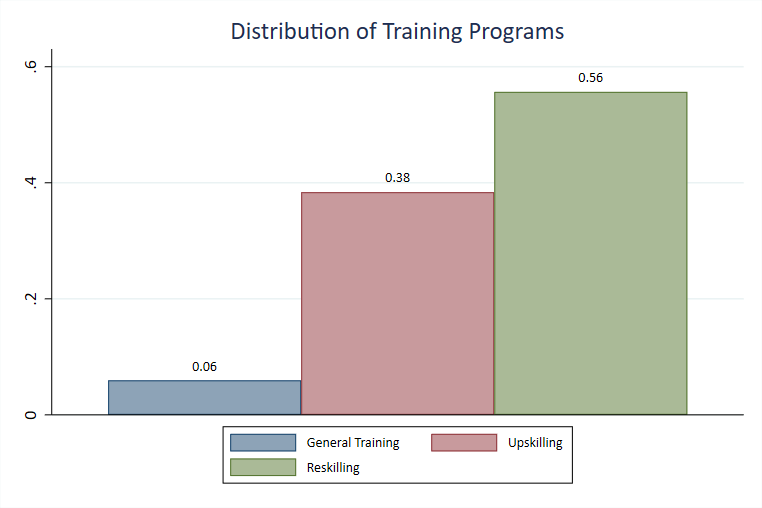 Distribution of Training Programs
.6
0.56
.4
0.38
.2
0.06
0
General Training
Upskilling
Reskilling